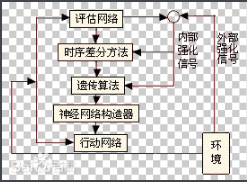 评估网络
时序差分方法
内部
强化
信号
外部
强化
信号
遗传算法
神经网络构造器
行动网络
环
境